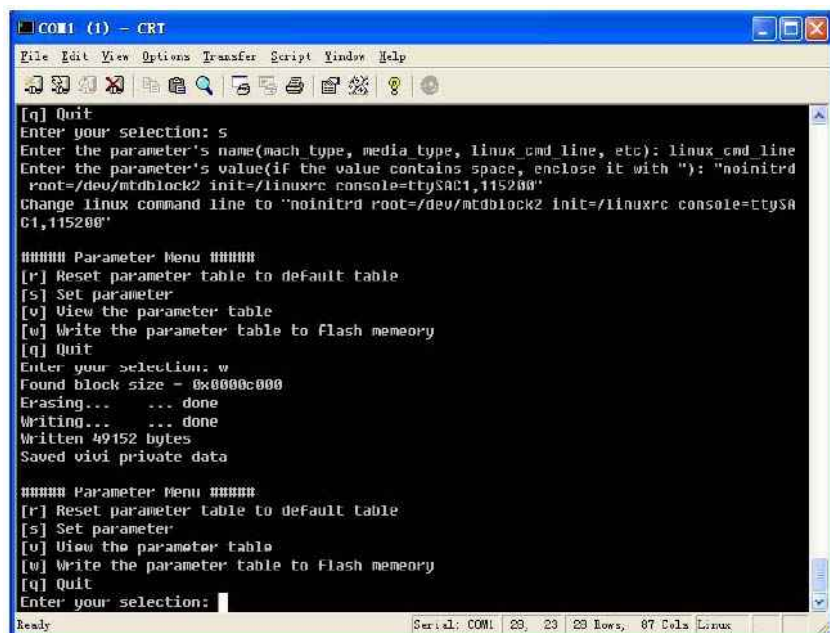 COM1 (1) - CRT
File Edit View Options Transfer Script Window Help
[q] Quit
Enter your selection: s
Enter the parameter's name(mach_type, media_type, linux_cmd_line, etc): linux_cmd_line
Enter the parameter's value(if the value contains space, enclose it with "): "noinitrd
root=/dev/mtdblock2 init=/linuxrc console=ttySAC1,115200"
Change linux command line to "noinitrd root=/dev/mtdblock2 init=/linuxrc console=ttySA
C1,115200"
##### Parameter Menu #####
[r] Reset parameter table to default table
[s] Set parameter
[v] View the parameter table
[w] Write the parameter table to flash memeory
[q] Quit
Enter your selection: w
Found block size = 0x0000c000
Erasing... ... done
Writing... ... done
Written 49152 bytes
Saved vivi private data
##### Parameter Menu #####
[r] Reset parameter table to default table
[s] Set parameter
[v] View the parameter table
[w] Write the parameter table to flash memeory
[q] Quit
Enter your selection:
Ready Serial: COM1 28, 23 28 Rows, 87 Cols Linux